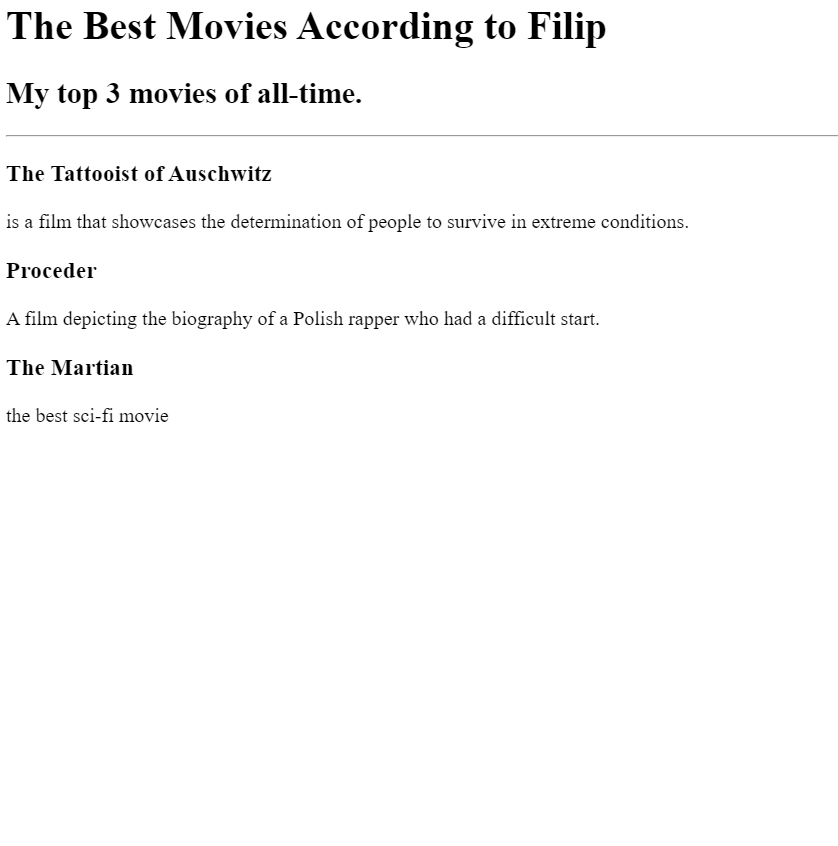 The Best Movies According to Filip
My top 3 movies of all-time.
The Tattooist of Auschwitz
is a film that showcases the determination of people to survive in extreme conditions.
Proceder
A film depicting the biography of a Polish rapper who had a difficult start.
The Martian
the best sci-fi movie